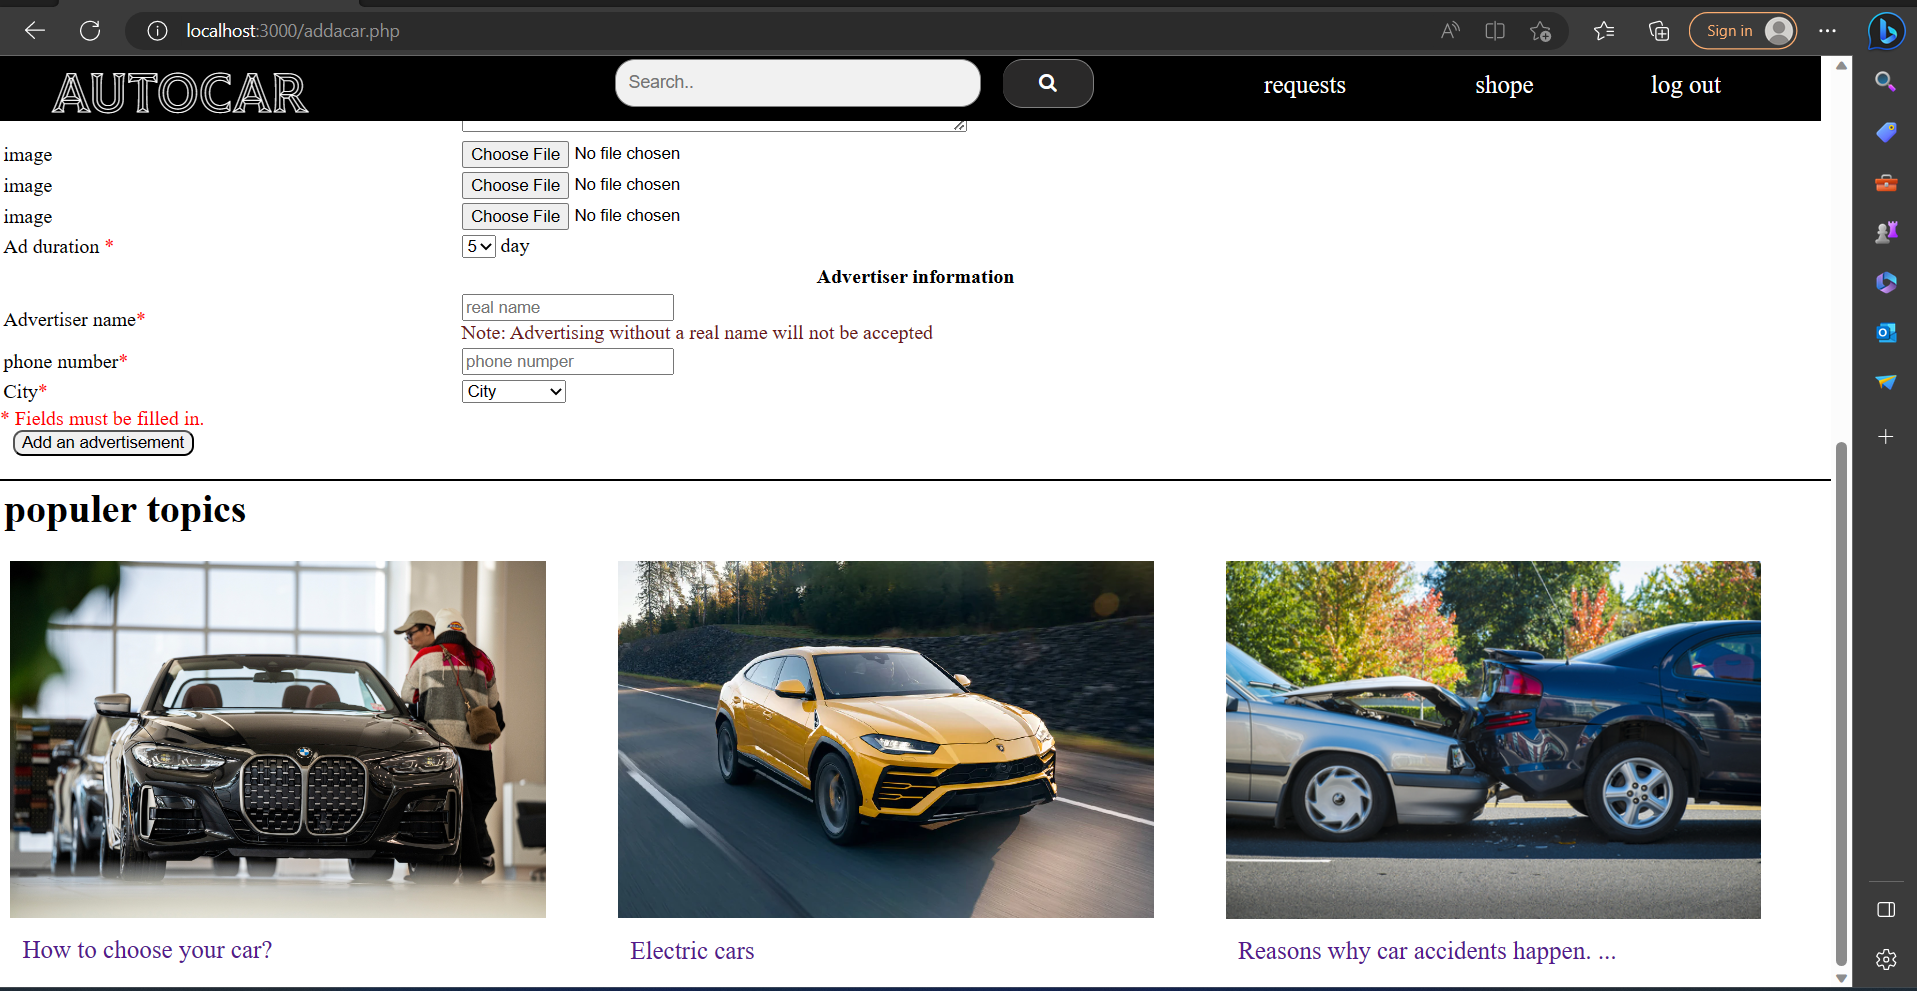 localhost:3000/addacar.php
Sign in
AUTOCAR
Search..
requests
shope
log out
image
Choose File No file chosen
image
Choose File No file chosen
image
Choose File No file chosen
Ad duration *
5 day
Advertiser information
Advertiser name*
real name
Note: Advertising without a real name will not be accepted
phone number*
phone numper
City*
City
* Fields must be filled in.
Add an advertisement
populer topics
How to choose your car?
Electric cars
Reasons why car accidents happen. ...